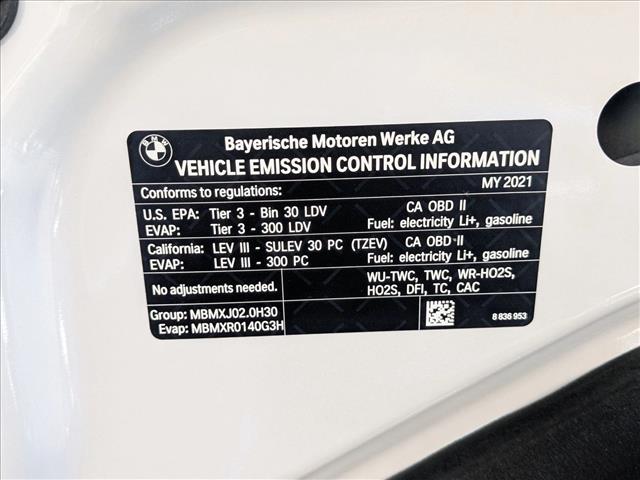 BMW
Bayerische Motoren Werke AG
VEHICLE EMISSION CONTROL INFORMATION
Conforms to regulations: MY 2021
U.S. EPA: Tier 3 - Bin 30 LDV CA OBD II
EVAP: Tier 3 - 300 LDV Fuel: electricity Li+, gasoline
California: LEV III - SULEV 30 PC (TZEV) CA OBD-II
EVAP: LEV III - 300 PC Fuel: electricity Li+, gasoline
No adjustments needed. WU-TWC, TWC, WR-HO2S,
HO2S, DFI, TC, CAC
Group: MBMXJ02.0H30
Evap: MBMXR0140G3H 8 836 953